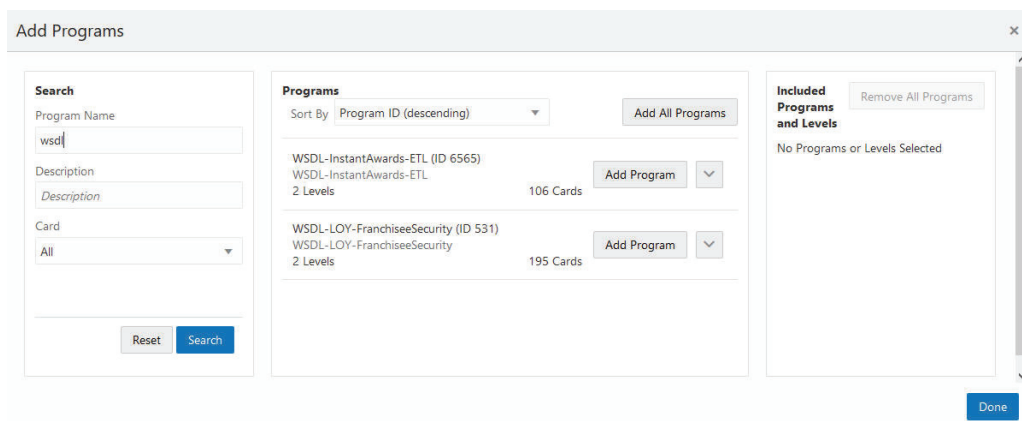 Add Programs
×
Search
Program Name
wsdl
Description
Description
Card
All
Reset
Search
Programs
Sort By Program ID (descending)
Add All Programs
WSDL-InstantAwards-ETL (ID 6565)
WSDL-InstantAwards-ETL
2 Levels
106 Cards
Add Program
WSDL-LOY-FranchiseeSecurity (ID 531)
WSDL-LOY-FranchiseeSecurity
2 Levels
195 Cards
Add Program
Included
Programs
and Levels
Remove All Programs
No Programs or Levels Selected
Done